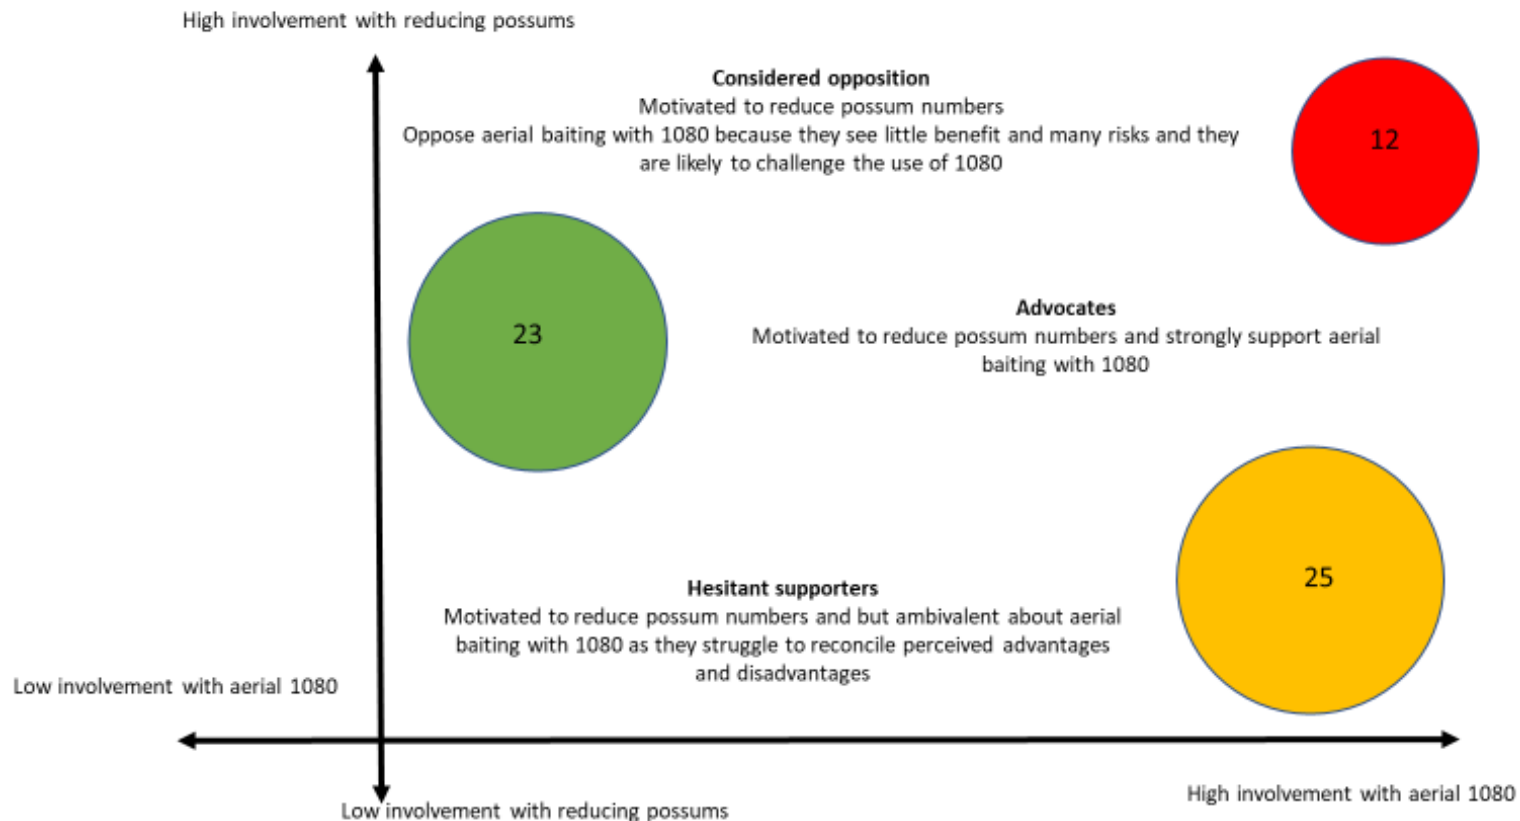 High involvement with reducing possums
Considered opposition
Motivated to reduce possum numbers
Oppose aerial baiting with 1080 because they see little benefit and many risks and they
are likely to challenge the use of 1080
12
23
Advocates
Motivated to reduce possum numbers and strongly support aerial
baiting with 1080
25
Hesitant supporters
Motivated to reduce possum numbers and but ambivalent about aerial
baiting with 1080 as they struggle to reconcile perceived advantages
and disadvantages
Low involvement with aerial 1080
High involvement with aerial 1080
Low involvement with reducing possums